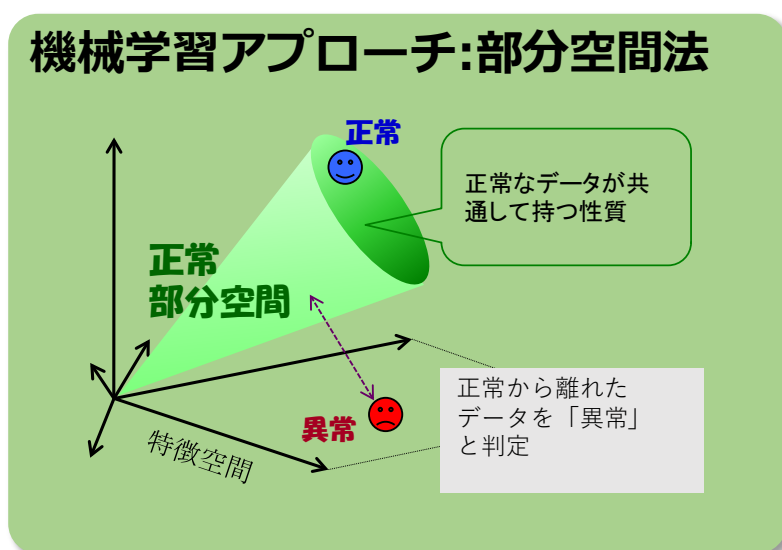 機械学習アプローチ:部分空間法
正常
正常なデータが共
通して持つ性質
正常
部分空間
正常から離れた
データを「異常」
と判定
異常
特徴空間